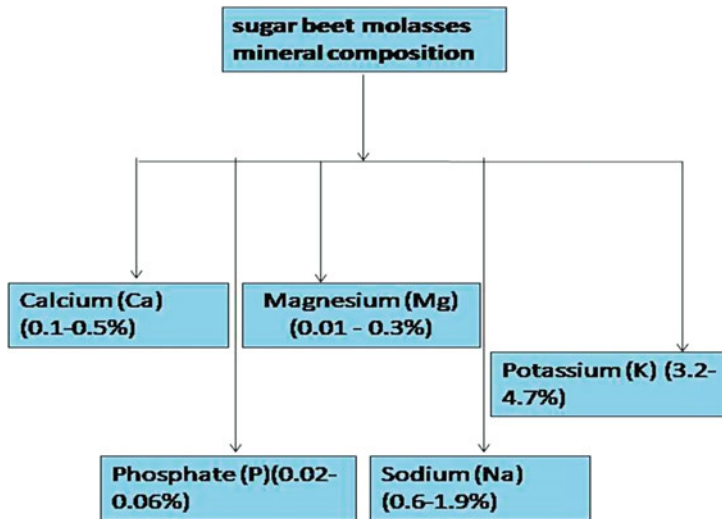 sugar beet molasses
mineral composition
Calcium (Ca)
(0.1-0.5%)
Magnesium (Mg)
(0.01 - 0.3%)
Potassium (K) (3.2-
4.7%)
Phosphate (P)(0.02-
0.06%)
Sodium (Na)
(0.6-1.9%)